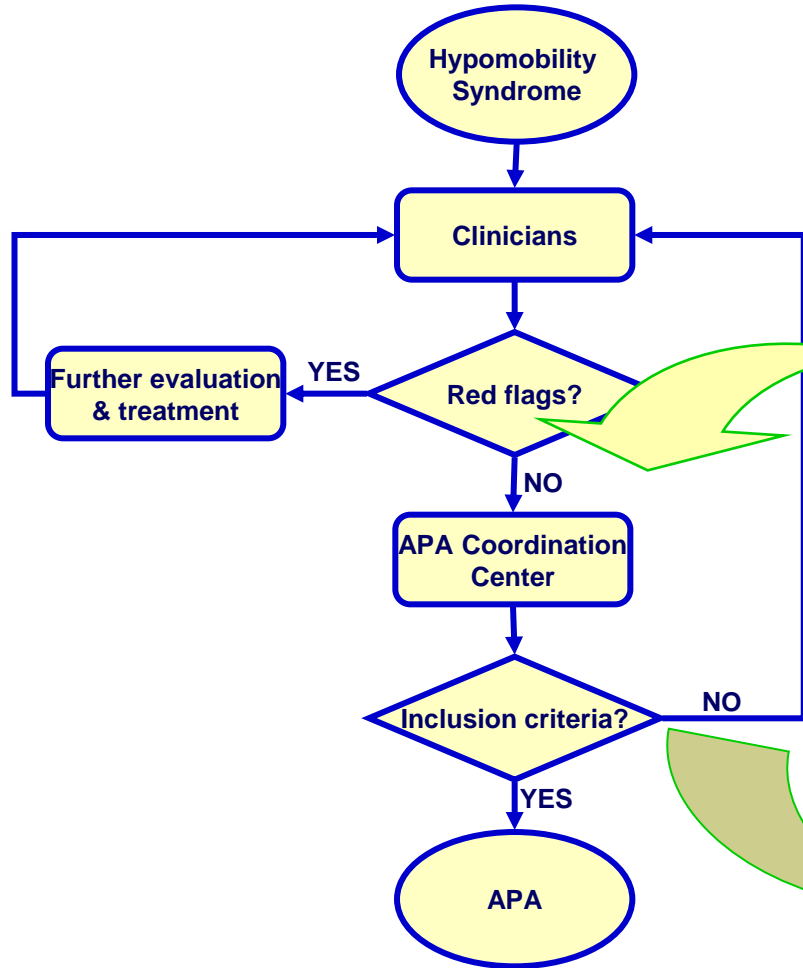 Hypomobility
Syndrome
Clinicians
Further evaluation
& treatment
YES
Red flags?
NO
APA Coordination
Center
Inclusion criteria?
NO
YES
APA